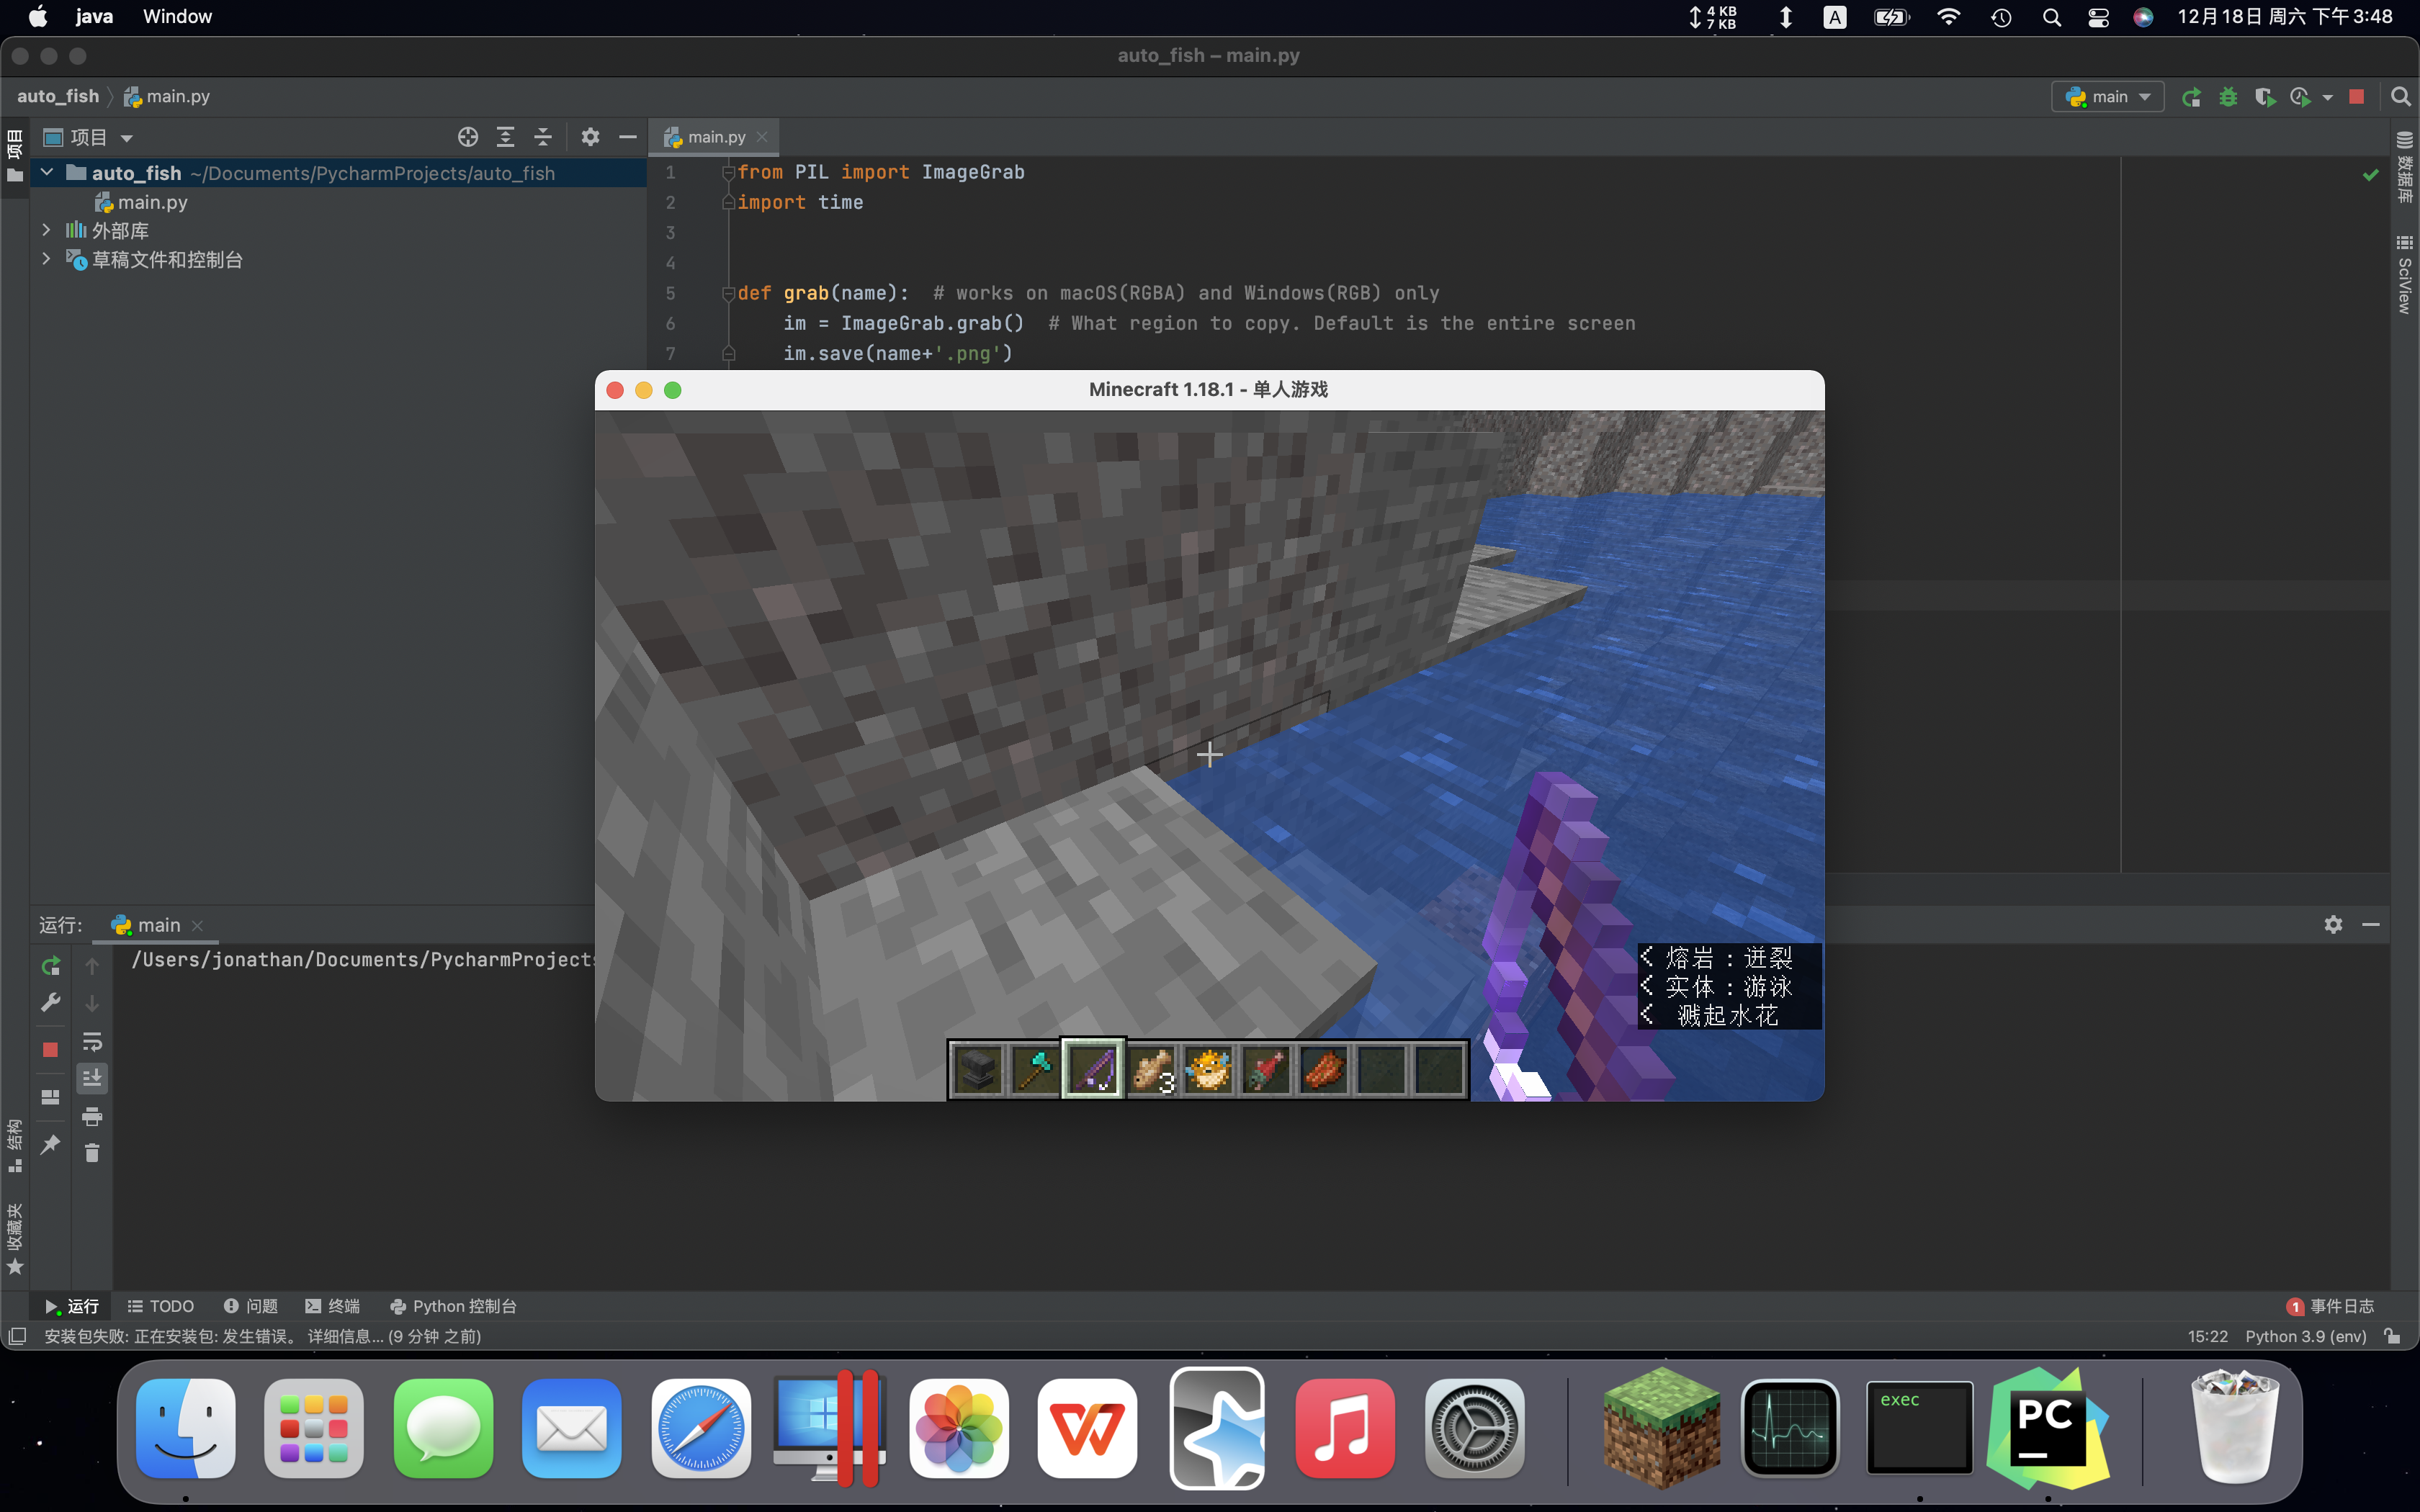 java Window
4 KB
7 KB
A
12月18日 周六 下午3:48
auto_fish – main.py
auto_fish main.py
main
项目
项目
main.py
auto_fish ~/Documents/PycharmProjects/auto_fish
main.py
外部库
草稿文件和控制台
1 from PIL import ImageGrab
2 import time
3
4
5 def grab(name):  # works on macOS(RGBA) and Windows(RGB) only
6 im = ImageGrab.grab()  # What region to copy. Default is the entire screen
7 im.save(name+'.png')
数据库
SciView
Minecraft 1.18.1 - 单人游戏
< 熔岩：迸裂
< 实体：游泳
< 溅起水花
3
运行: main
/Users/jonathan/Documents/PycharmProjects
结构
收藏夹
运行 TODO 问题 终端 Python 控制台
1 事件日志
安装包失败: 正在安装包: 发生错误。 详细信息... (9 分钟 之前)
15:22 Python 3.9 (env)
exec
PC